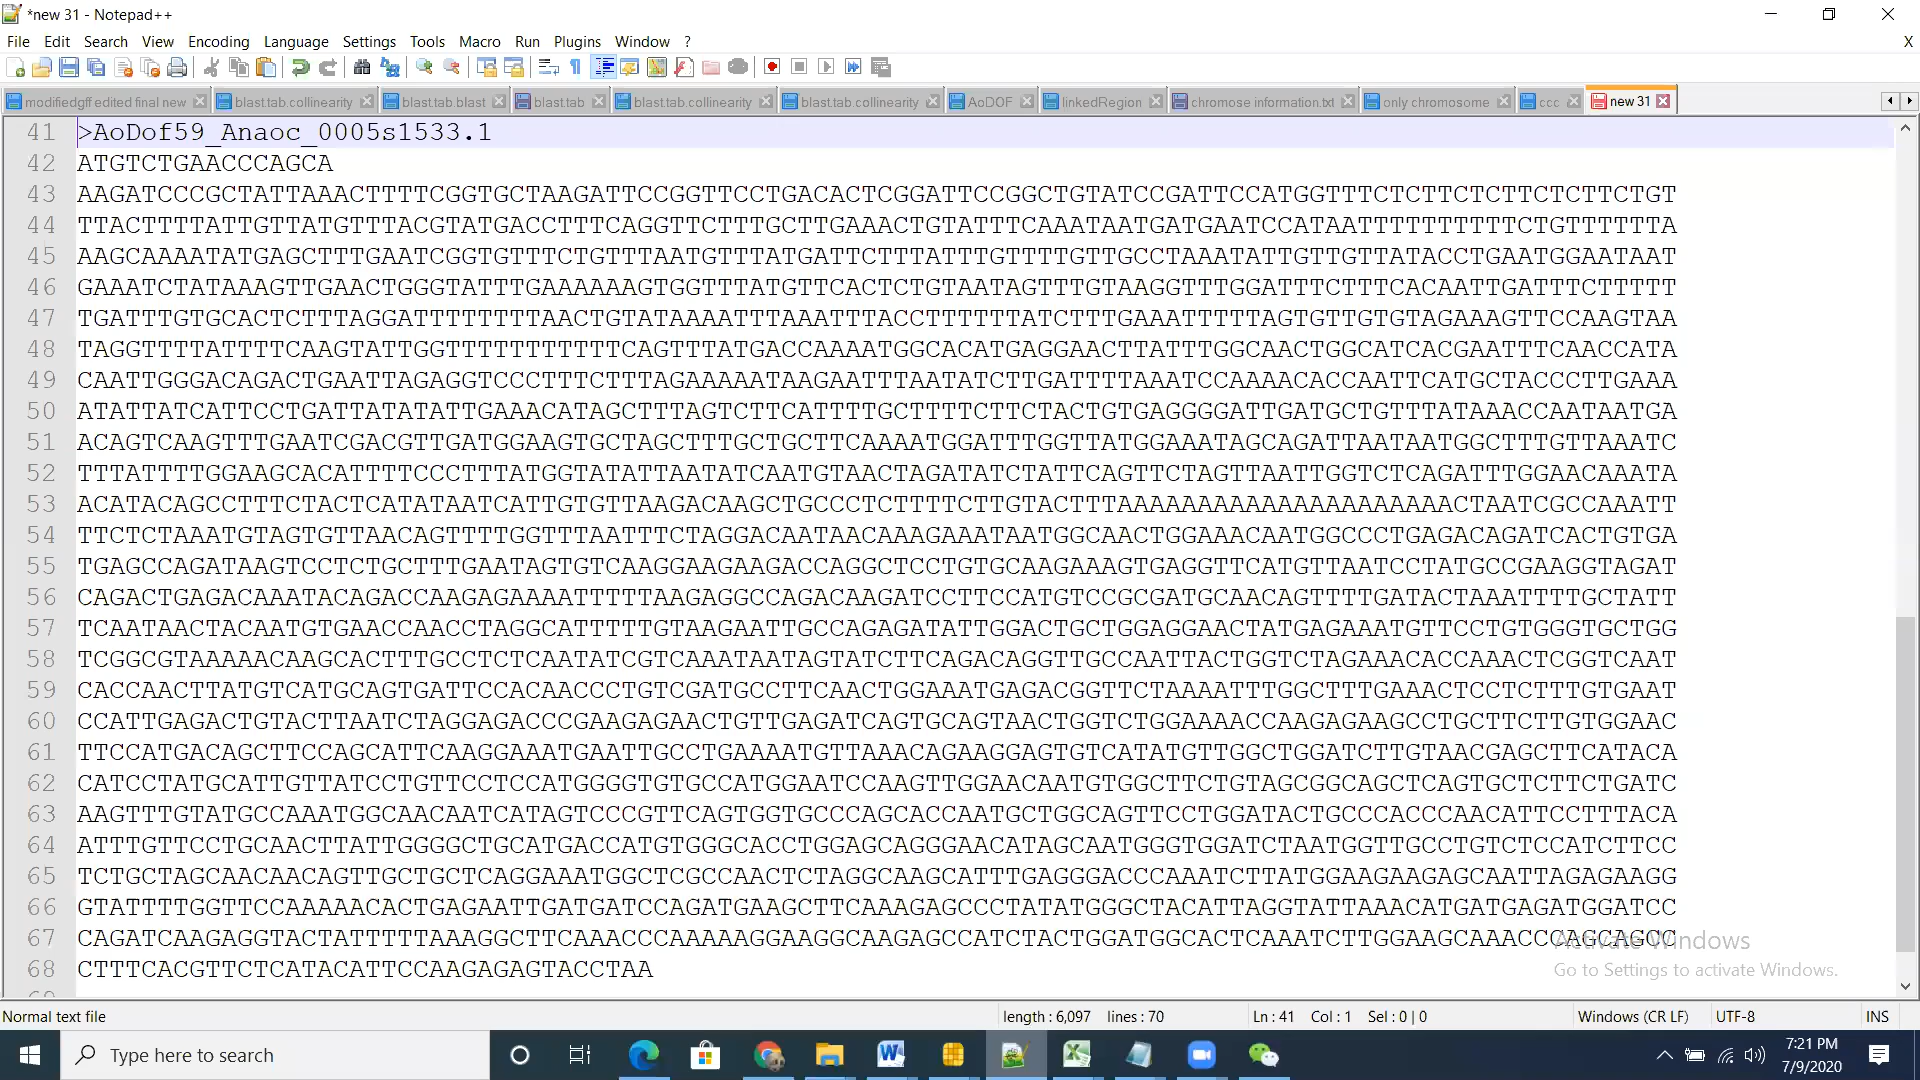 *new 31 - Notepad++
File Edit Search View Encoding Language Settings Tools Macro Run Plugins Window ? X
modifiedgff edited final new blast.tab.collinearity blast.tab.blast blast.tab blast.tab.collinearity blast.tab.collinearity AoDOF linkedRegion chromose information.txt only chromosome ccc new 31
41 >AoDof59_Anaoc_0005s1533.1
42 ATGTCTGAACCCAGCA
43 AAGATCCCGCTATTAAACTTTTCGGTGCTAAGATTCCGGTTCCTGACACTCGGATTCCGGCTGTATCCGATTCCATGGTTTCTCTTCTCTTCTCTTCTGT
44 TTACTTTTATTGTTATGTTTACGTATGACCTTTCAGGTTCTTTGCTTGAAACTGTATTTCAAATAATGATGAATCCATAATTTTTTTTTTCTGTTTTTTA
45 AAGCAAAATATGAGCTTTGAATCGGTGTTTCTGTTTAATGTTTATGATTCTTTATTTGTTTTGTTGCCTAAATATTGTTGTTATACCTGAATGGAATAAT
46 GAAATCTATAAAGTTGAACTGGGTATTTGAAAAAAGTGGTTTATGTTCACTCTGTAATAGTTTGTAAGGTTTGGATTTCTTTCACAATTGATTTCTTTTT
47 TGATTTGTGCACTCTTTAGGATTTTTTTTAACTGTATAAAATTTAAATTTACCTTTTTTATCTTTGAAATTTTTAGTGTTGTGTAGAAAGTTCCAAGTAA
48 TAGGTTTTATTTTCAAGTATTGGTTTTTTTTTTTCAGTTTATGACCAAAATGGCACATGAGGAACTTATTTGGCAACTGGCATCACGAATTTCAACCATA
49 CAATTGGGACAGACTGAATTAGAGGTCCCTTTCTTTAGAAAAATAAGAATTTAATATCTTGATTTTAAATCCAAAACACCAATTCATGCTACCCTTGAAA
50 ATATTATCATTCCTGATTATATATTGAAACATAGCTTTAGTCTTCATTTTGCTTTTCTTCTACTGTGAGGGGATTGATGCTGTTTATAAACCAATAATGA
51 ACAGTCAAGTTTGAATCGACGTTGATGGAAGTGCTAGCTTTGCTGCTTCAAAATGGATTTGGTTATGGAAATAGCAGATTAATAATGGCTTTGTTAAATC
52 TTTATTTTGGAAGCACATTTTCCCTTTATGGTATATTAATATCAATGTAACTAGATATCTATTCAGTTCTAGTTAATTGGTCTCAGATTTGGAACAAATA
53 ACATACAGCCTTTCTACTCATATAATCATTGTGTTAAGACAAGCTGCCCTCTTTTCTTGTACTTTAAAAAAAAAAAAAAAAAAAAACTAATCGCCAAATT
54 TTCTCTAAATGTAGTGTTAACAGTTTTGGTTTAATTTCTAGGACAATAACAAAGAAATAATGGCAACTGGAAACAATGGCCCTGAGACAGATCACTGTGA
55 TGAGCCAGATAAGTCCTCTGCTTTGAATAGTGTCAAGGAAGAAGACCAGGCTCCTGTGCAAGAAAGTGAGGTTCATGTTAATCCTATGCCGAAGGTAGAT
56 CAGACTGAGACAAATACAGACCAAGAGAAAATTTTTAAGAGGCCAGACAAGATCCTTCCATGTCCGCGATGCAACAGTTTTGATACTAAATTTTGCTATT
57 TCAATAACTACAATGTGAACCAACCTAGGCATTTTTGTAAGAATTGCCAGAGATATTGGACTGCTGGAGGAACTATGAGAAATGTTCCTGTGGGTGCTGG
58 TCGGCGTAAAAACAAGCACTTTGCCTCTCAATATCGTCAAATAATAGTATCTTCAGACAGGTTGCCAATTACTGGTCTAGAAACACCAAACTCGGTCAAT
59 CACCAACTTATGTCATGCAGTGATTCCACAACCCTGTCGATGCCTTCAACTGGAAATGAGACGGTTCTAAAATTTGGCTTTGAAACTCCTCTTTGTGAAT
60 CCATTGAGACTGTACTTAATCTAGGAGACCCGAAGAGAACTGTTGAGATCAGTGCAGTAACTGGTCTGGAAAACCAAGAGAAGCCTGCTTCTTGTGGAAC
61 TTCCATGACAGCTTCCAGCATTCAAGGAAATGAATTGCCTGAAAATGTTAAACAGAAGGAGTGTCATATGTTGGCTGGATCTTGTAACGAGCTTCATACA
62 CATCCTATGCATTGTTATCCTGTTCCTCCATGGGGTGTGCCATGGAATCCAAGTTGGAACAATGTGGCTTCTGTAGCGGCAGCTCAGTGCTCTTCTGATC
63 AAGTTTGTATGCCAAATGGCAACAATCATAGTCCCGTTCAGTGGTGCCCAGCACCAATGCTGGCAGTTCCTGGATACTGCCCACCCAACATTCCTTTACA
64 ATTTGTTCCTGCAACTTATTGGGGCTGCATGACCATGTGGGCACCTGGAGCAGGGAACATAGCAATGGGTGGATCTAATGGTTGCCTGTCTCCATCTTCC
65 TCTGCTAGCAACAACAGTTGCTGCTCAGGAAATGGCTCGCCAACTCTAGGCAAGCATTTGAGGGACCCAAATCTTATGGAAGAAGAGCAATTAGAGAAGG
66 GTATTTTGGTTCCAAAAACACTGAGAATTGATGATCCAGATGAAGCTTCAAAGAGCCCTATATGGGCTACATTAGGTATTAAACATGATGAGATGGATCC
67 CAGATCAAGAGGTACTATTTTTAAAGGCTTCAAACCCAAAAAGGAAGGCAAGAGCCATCTACTGGATGGCACTCAAATCTTGGAAGCAAACCCAGCAGCC
68 CTTTCACGTTCTCATACATTCCAAGAGAGTACCTAA
69
Activate Windows
Go to Settings to activate Windows.
Normal text file length : 6,097 lines : 70 Ln : 41 Col : 1 Sel : 0 | 0 Windows (CR LF) UTF-8 INS
Type here to search
7:21 PM
7/9/2020